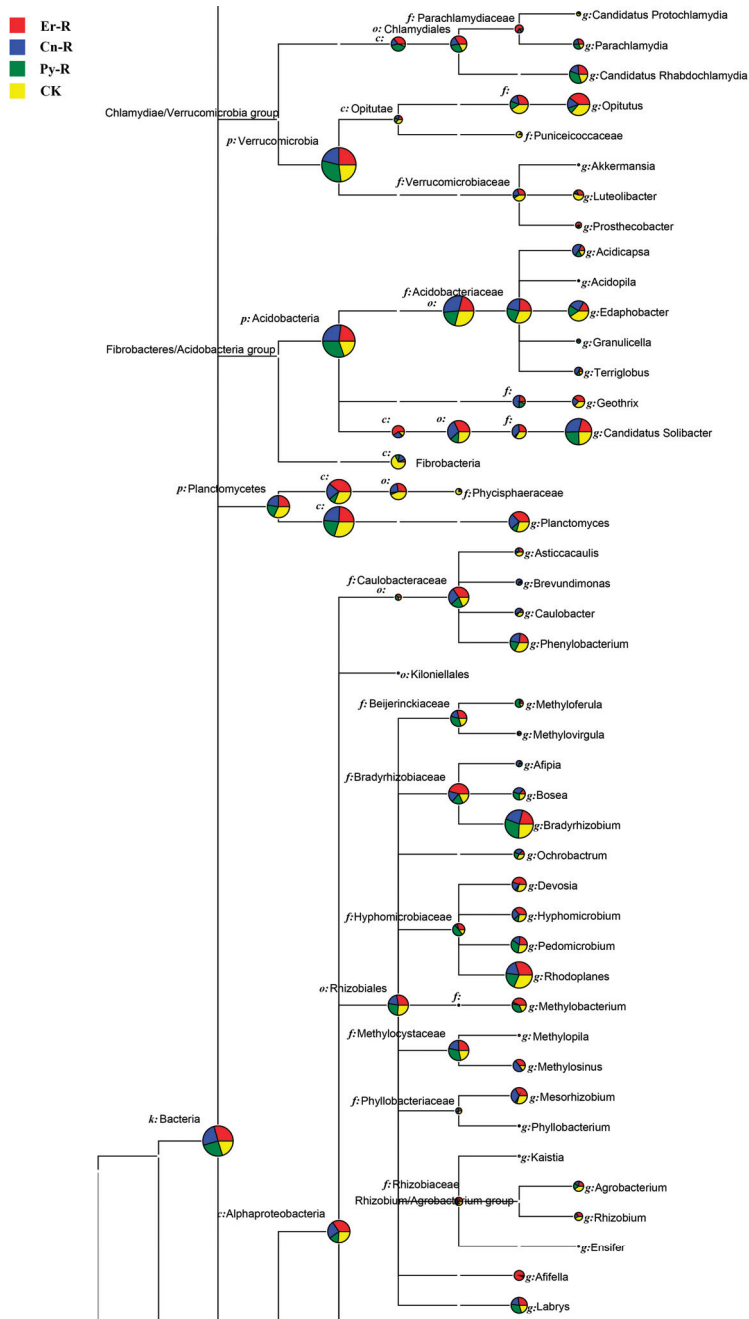 Er-R
Cn-R
Py-R
CK
g:Candidatus Protochlamydia
f:Parachlamydiaceae
o:Chlamydiales
c:
g:Parachlamydia
g:Candidatus Rhabdochlamydia
f:
c:Opitutae
g:Opitutus
Chlamydiae/Verrucomicrobia group
p:Verrucomicrobia
f:Puniceicoccaceae
g:Akkermansia
f:Verrucomicrobiaceae
g:Luteolibacter
g:Prosthecobacter
g:Acidicapsa
f:Acidobacteriaceae
o:
g:Acidopila
p:Acidobacteria
g:Edaphobacter
g:Granulicella
Fibrobacteres/Acidobacteria group
g:Terriglobus
f:
g:Geothrix
c:
o:
f:
g:Candidatus Solibacter
c:
Fibrobacteria
p:Planctomycetes
c:
o:
f:Phycisphaeraceae
c:
g:Planctomyces
g:Asticcacaulis
f:Caulobacteraceae
o:
g:Brevundimonas
g:Caulobacter
g:Phenylobacterium
o:Kiloniellales
f:Beijerinckiaceae
g:Methyloferula
g:Methylovirgula
g:Afipia
f:Bradyrhizobiaceae
g:Bosea
g:Bradyrhizobium
g:Ochrobactrum
g:Devosia
f:Hyphomicrobiaceae
g:Hyphomicrobium
g:Pedomicrobium
g:Rhodoplanes
o:Rhizobiales
f:
g:Methylobacterium
f:Methylocystaceae
g:Methylopila
g:Methylosinus
f:Phyllobacteriaceae
g:Mesorhizobium
g:Phyllobacterium
k:Bacteria
g:Kaistia
f:Rhizobiaceae
Rhizobium/Agrobacterium group
g:Agrobacterium
c:Alphaproteobacteria
g:Rhizobium
g:Ensifer
g:Afifella
g:Labrys